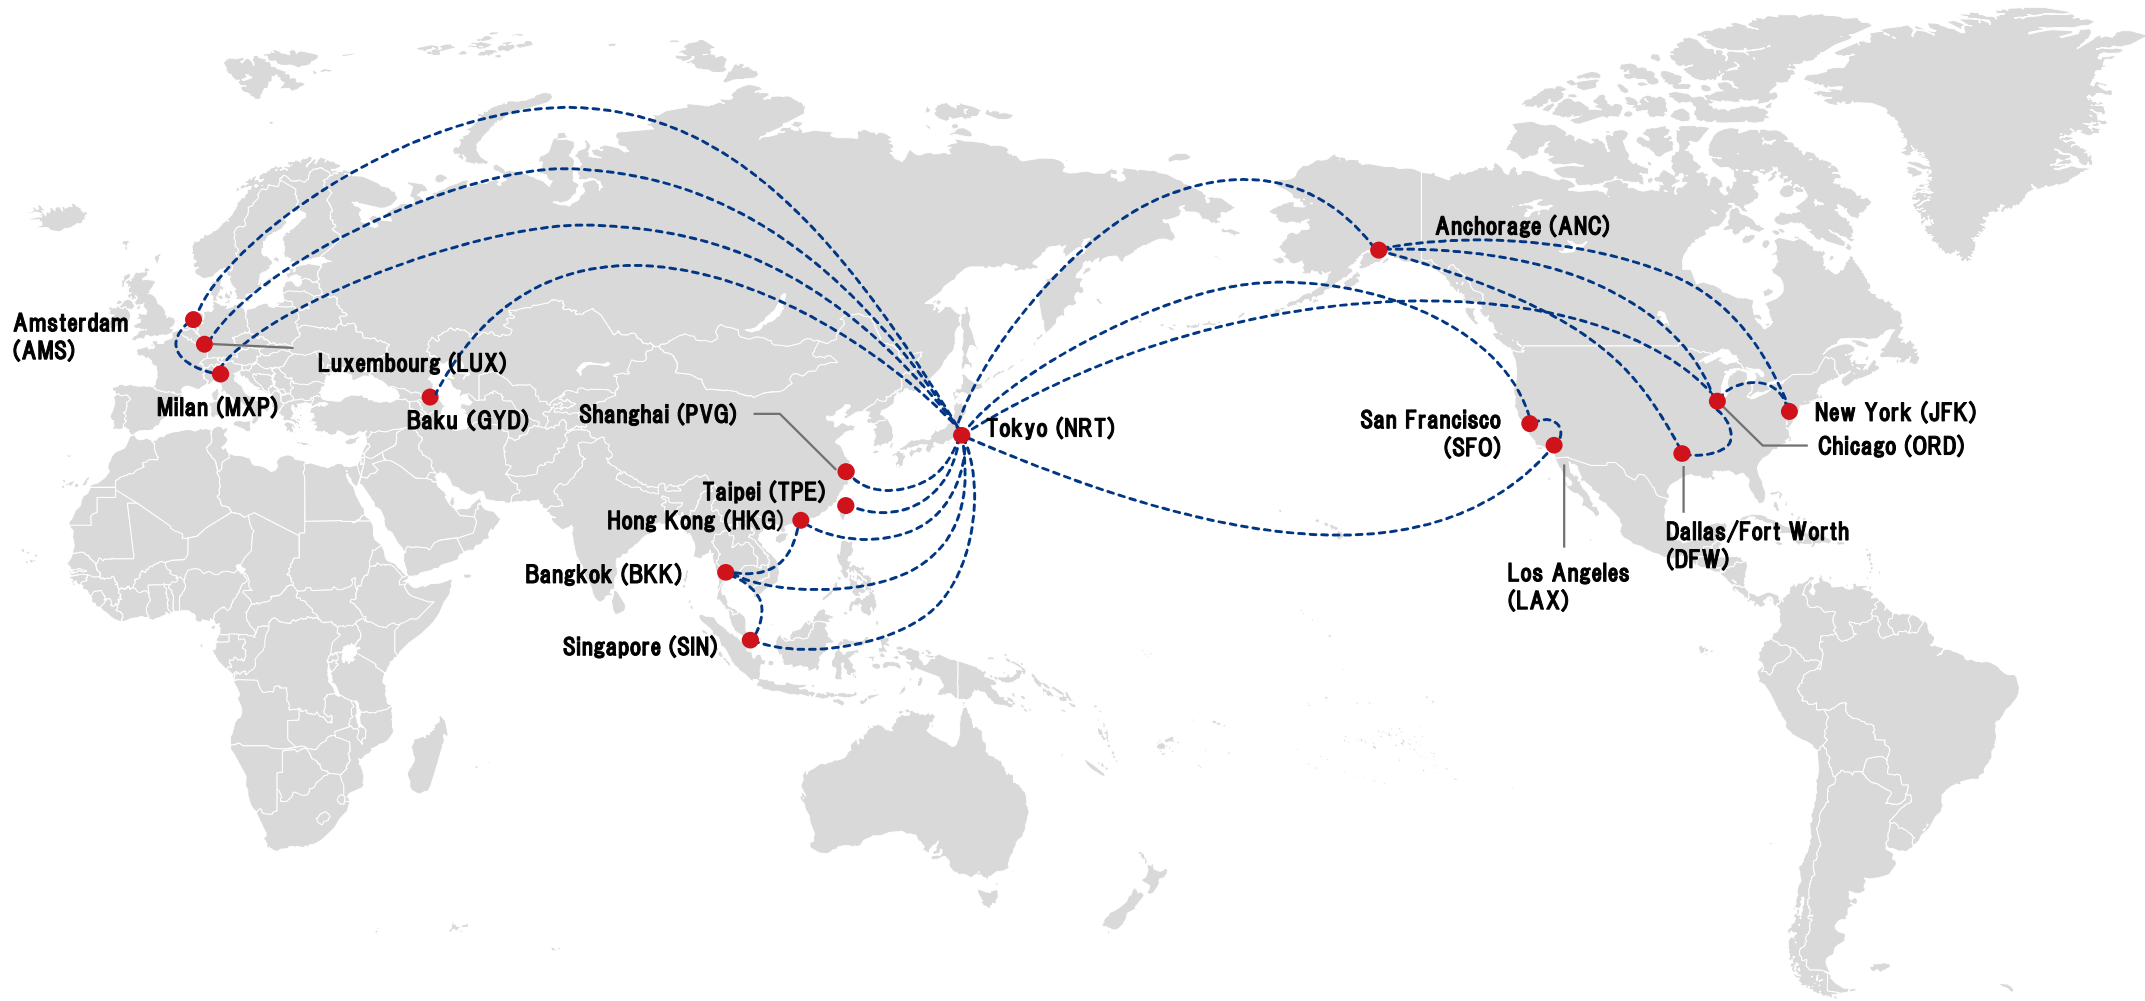 Anchorage (ANC)
Amsterdam
(AMS)
Luxembourg (LUX)
Milan (MXP)
Baku (GYD)
Shanghai (PVG)
Tokyo (NRT)
San Francisco
(SFO)
New York (JFK)
Chicago (ORD)
Taipei (TPE)
Hong Kong (HKG)
Dallas/Fort Worth
(DFW)
Bangkok (BKK)
Los Angeles
(LAX)
Singapore (SIN)